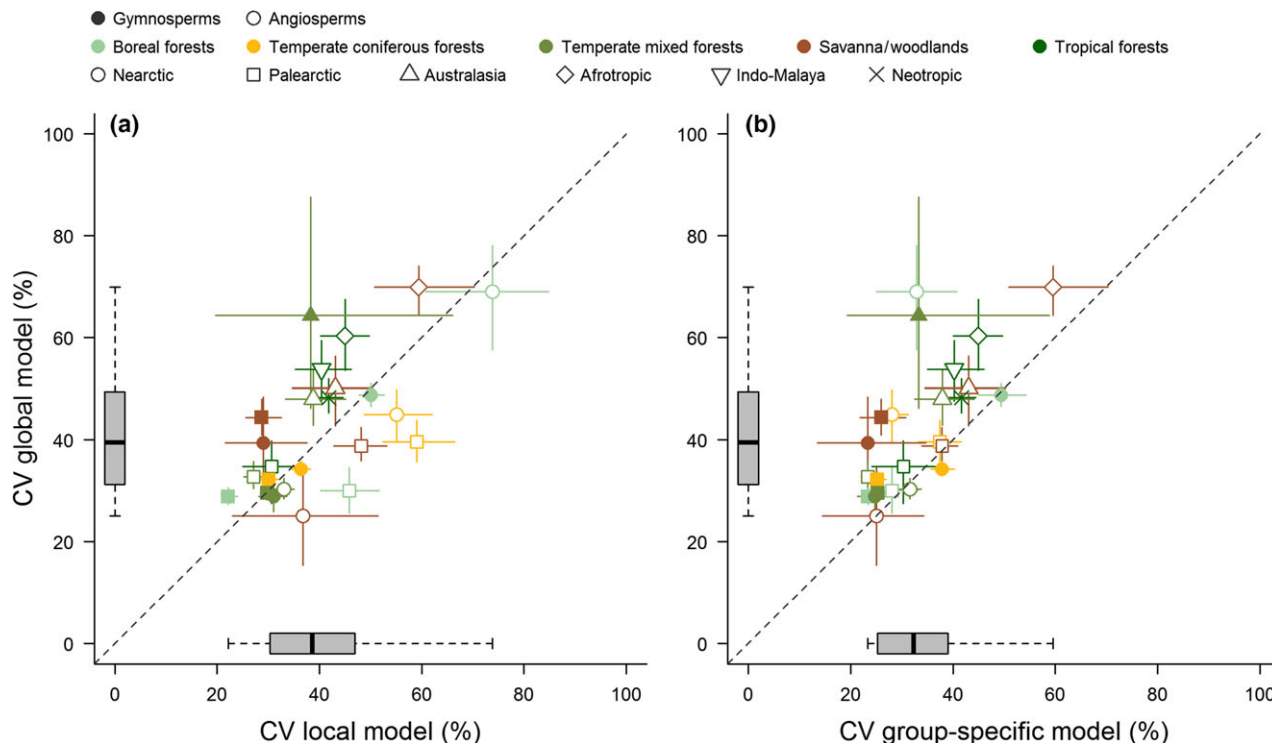 Gymnosperms Angiosperms
Boreal forests Temperate coniferous forests Temperate mixed forests Savanna/woodlands Tropical forests
Nearctic Palearctic Australasia Afrotropic Indo-Malaya Neotropic
(a) (b)
100 100
80 80
60 60
40 40
20 20
0 0
CV global model (%)
0 20 40 60 80 100 0 20 40 60 80 100
CV local model (%) CV group-specific model (%)